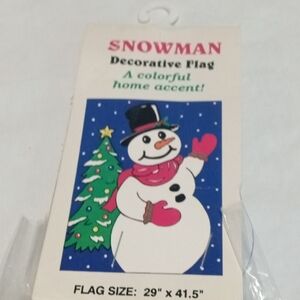 SNOWMAN
Decorative Flag
A colorful
home accent!
FLAG SIZE: 29" x 41.5"